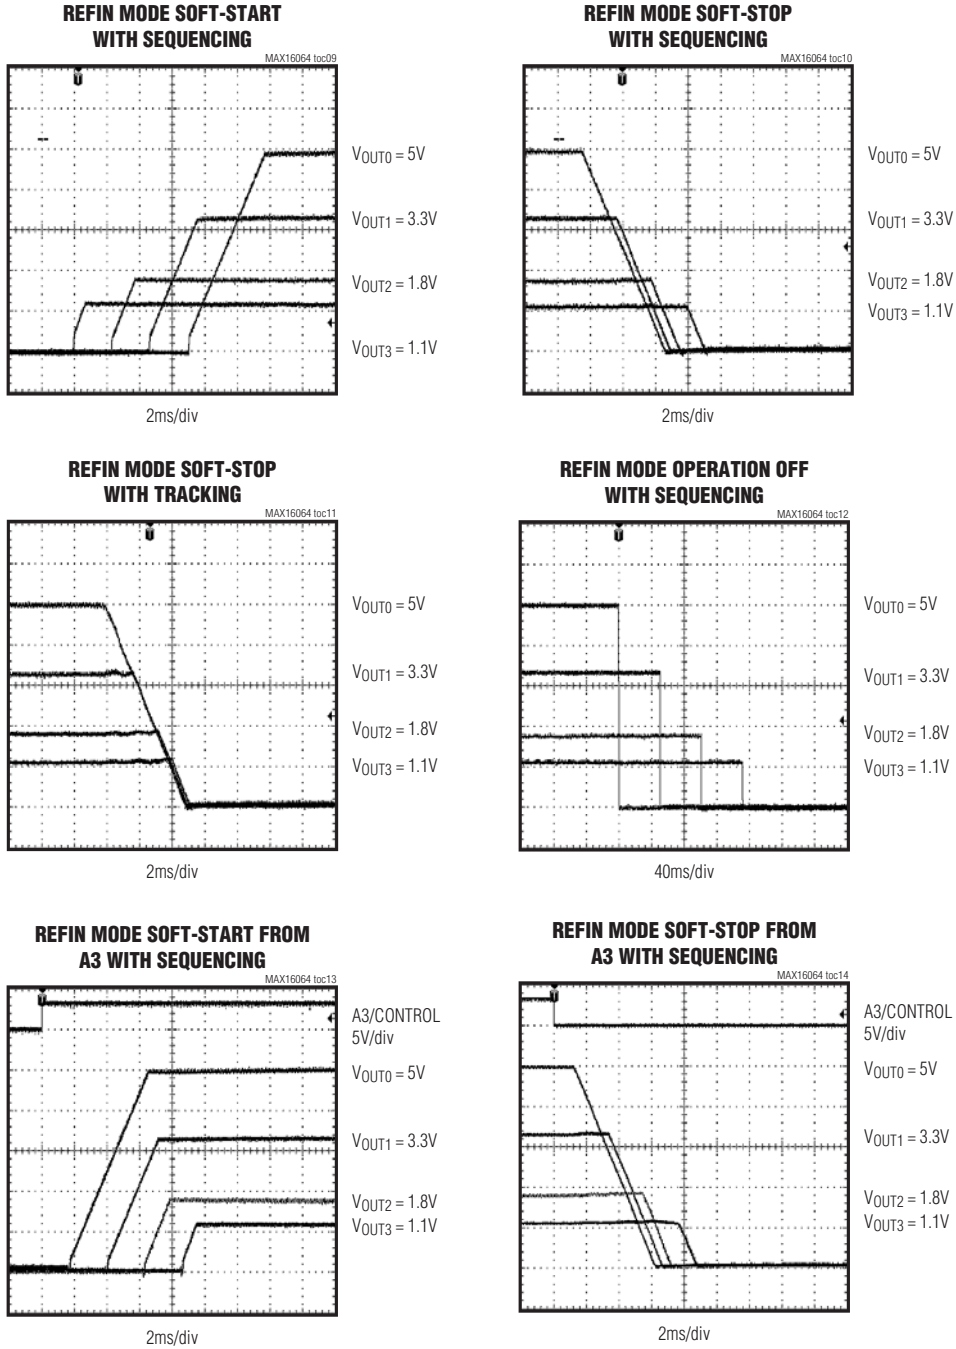 REFIN MODE SOFT-START
WITH SEQUENCING
MAX16064 toc09
VOUT0 = 5V
VOUT1 = 3.3V
VOUT2 = 1.8V
VOUT3 = 1.1V
2ms/div
REFIN MODE SOFT-STOP
WITH SEQUENCING
MAX16064 toc10
VOUT0 = 5V
VOUT1 = 3.3V
VOUT2 = 1.8V
VOUT3 = 1.1V
2ms/div
REFIN MODE SOFT-STOP
WITH TRACKING
MAX16064 toc11
VOUT0 = 5V
VOUT1 = 3.3V
VOUT2 = 1.8V
VOUT3 = 1.1V
2ms/div
REFIN MODE OPERATION OFF
WITH SEQUENCING
MAX16064 toc12
VOUT0 = 5V
VOUT1 = 3.3V
VOUT2 = 1.8V
VOUT3 = 1.1V
40ms/div
REFIN MODE SOFT-START FROM
A3 WITH SEQUENCING
MAX16064 toc13
A3/CONTROL
5V/div
VOUT0 = 5V
VOUT1 = 3.3V
VOUT2 = 1.8V
VOUT3 = 1.1V
2ms/div
REFIN MODE SOFT-STOP FROM
A3 WITH SEQUENCING
MAX16064 toc14
A3/CONTROL
5V/div
VOUT0 = 5V
VOUT1 = 3.3V
VOUT2 = 1.8V
VOUT3 = 1.1V
2ms/div